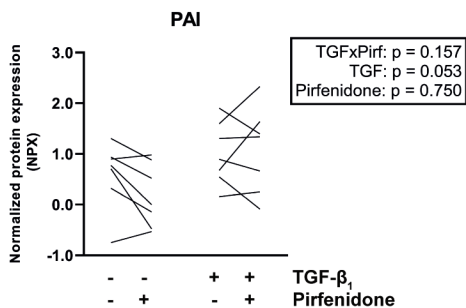 PAI
Normalized protein expression
(NPX)
3.0
2.0
1.0
0.0
-1.0
TGFxPirf: p = 0.157
TGF: p = 0.053
Pirfenidone: p = 0.750
- - + + TGF-β₁
- + - + Pirfenidone